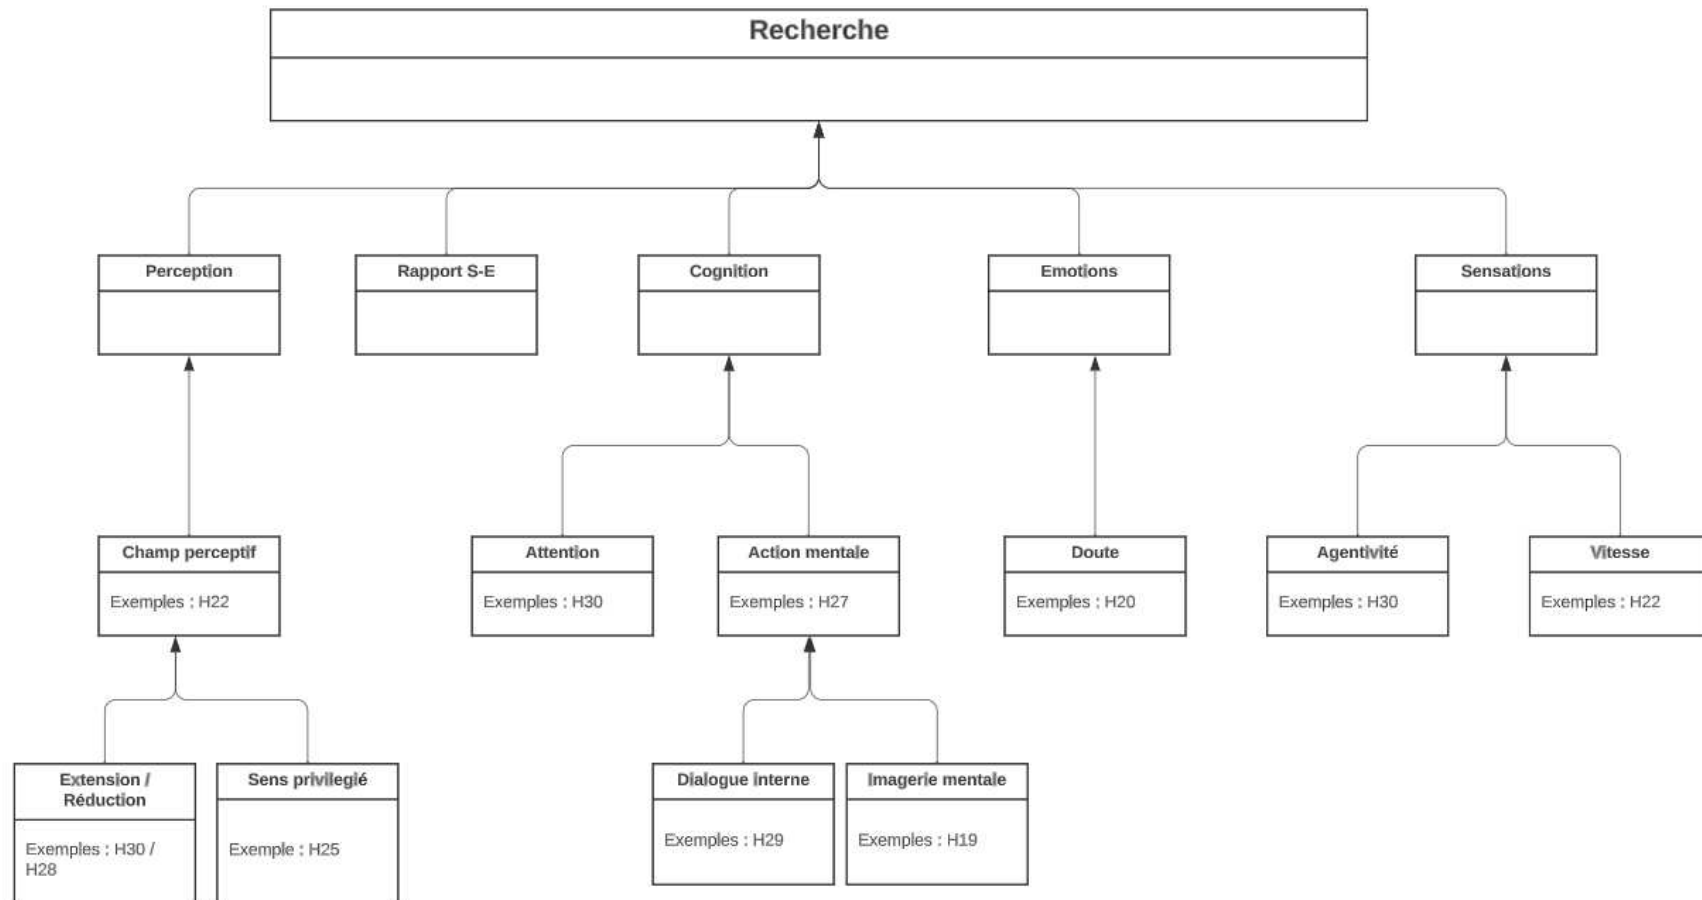 Recherche
Perception
Rapport S-E
Cognition
Emotions
Sensations
Champ perceptif
Exemples : H22
Attention
Exemples : H30
Action mentale
Exemples : H27
Doute
Exemples : H20
Agentivité
Exemples : H30
Vitesse
Exemples : H22
Extension /
Réduction
Exemples : H30 /
H28
Sens privilegié
Exemple : H25
Dialogue interne
Exemples : H29
Imagerie mentale
Exemples : H19